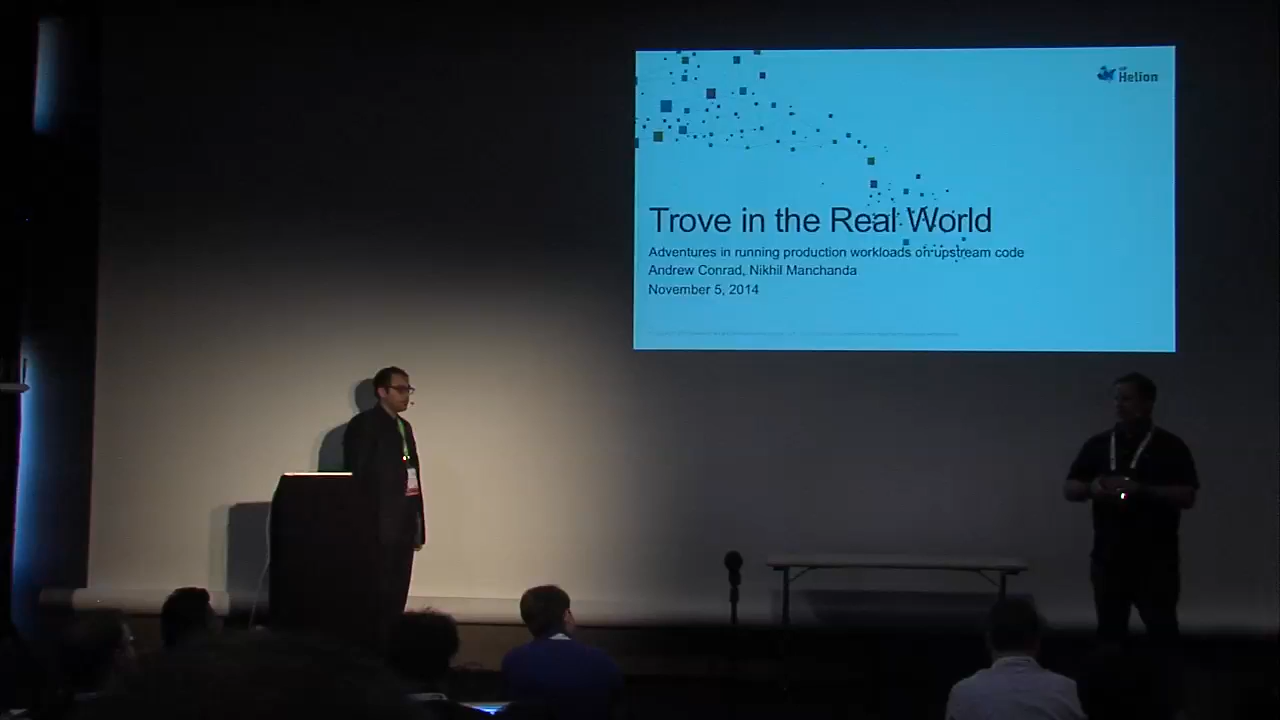 HP
Helion
Trove in the Real World
Adventures in running production workloads on upstream code
Andrew Conrad, Nikhil Manchanda
November 5, 2014